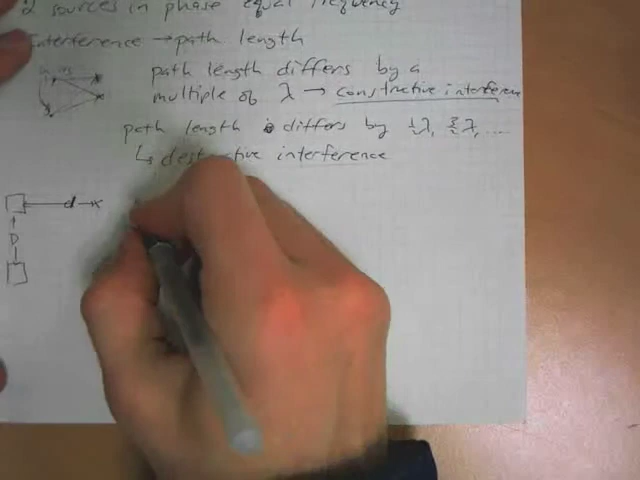 2 sources in phase equal frequency
Interference → path length
path length differs by a
multiple of λ → constructive interference
path length differs by ½λ, 3/2λ, ....
↳ destructive interference
d x
D